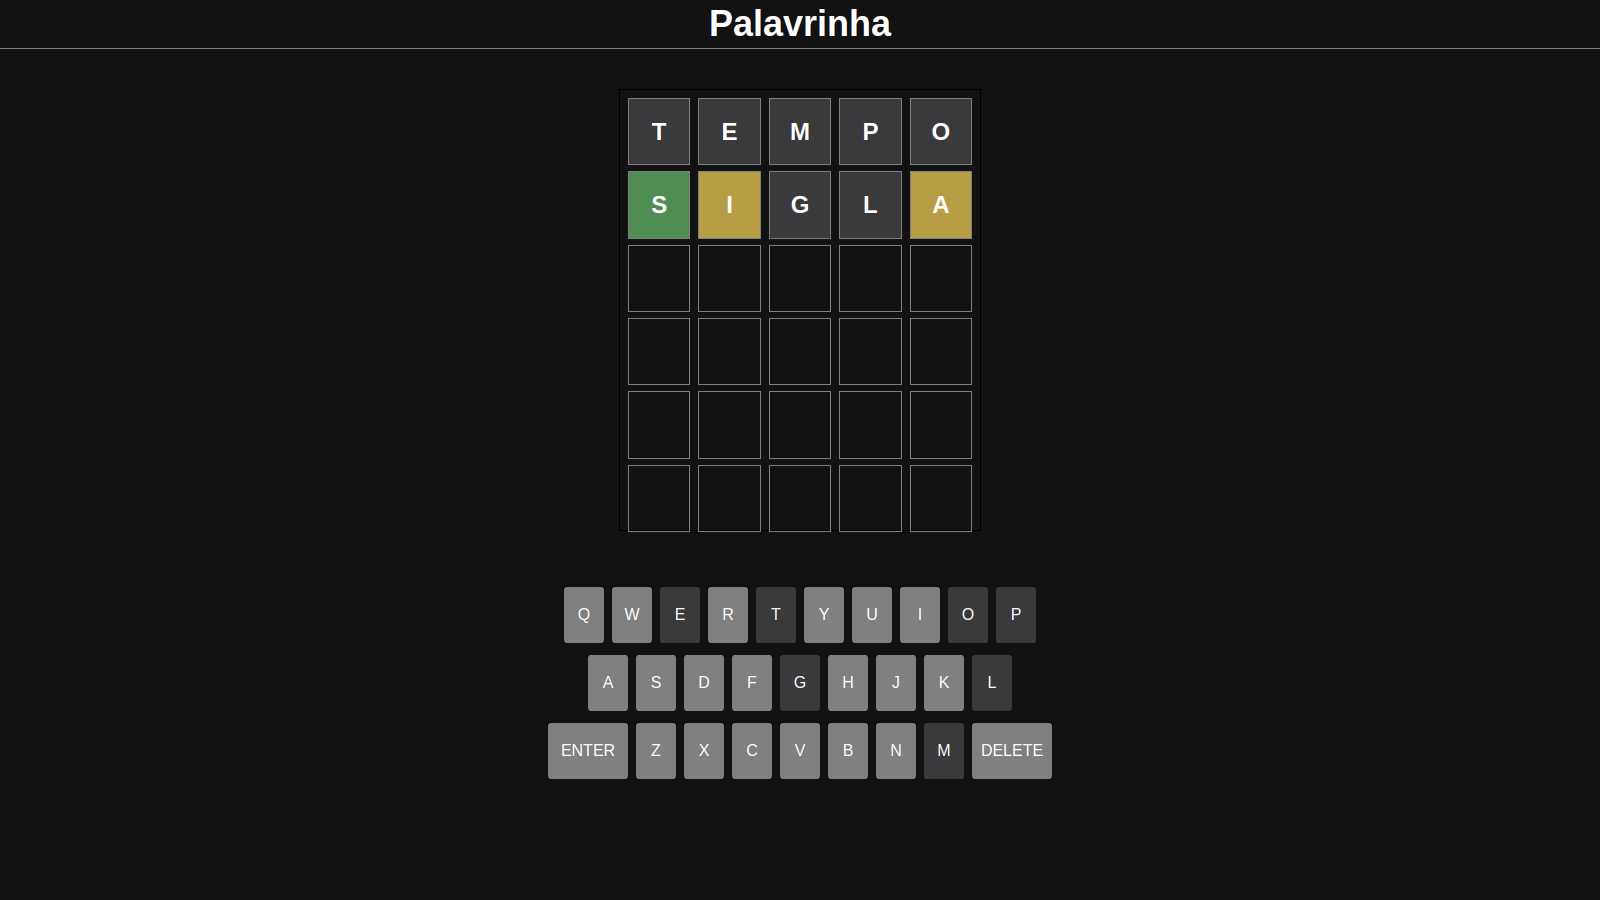 Palavrinha
T E M P O
S I G L A
Q W E R T Y U I O P
A S D F G H J K L
ENTER Z X C V B N M DELETE